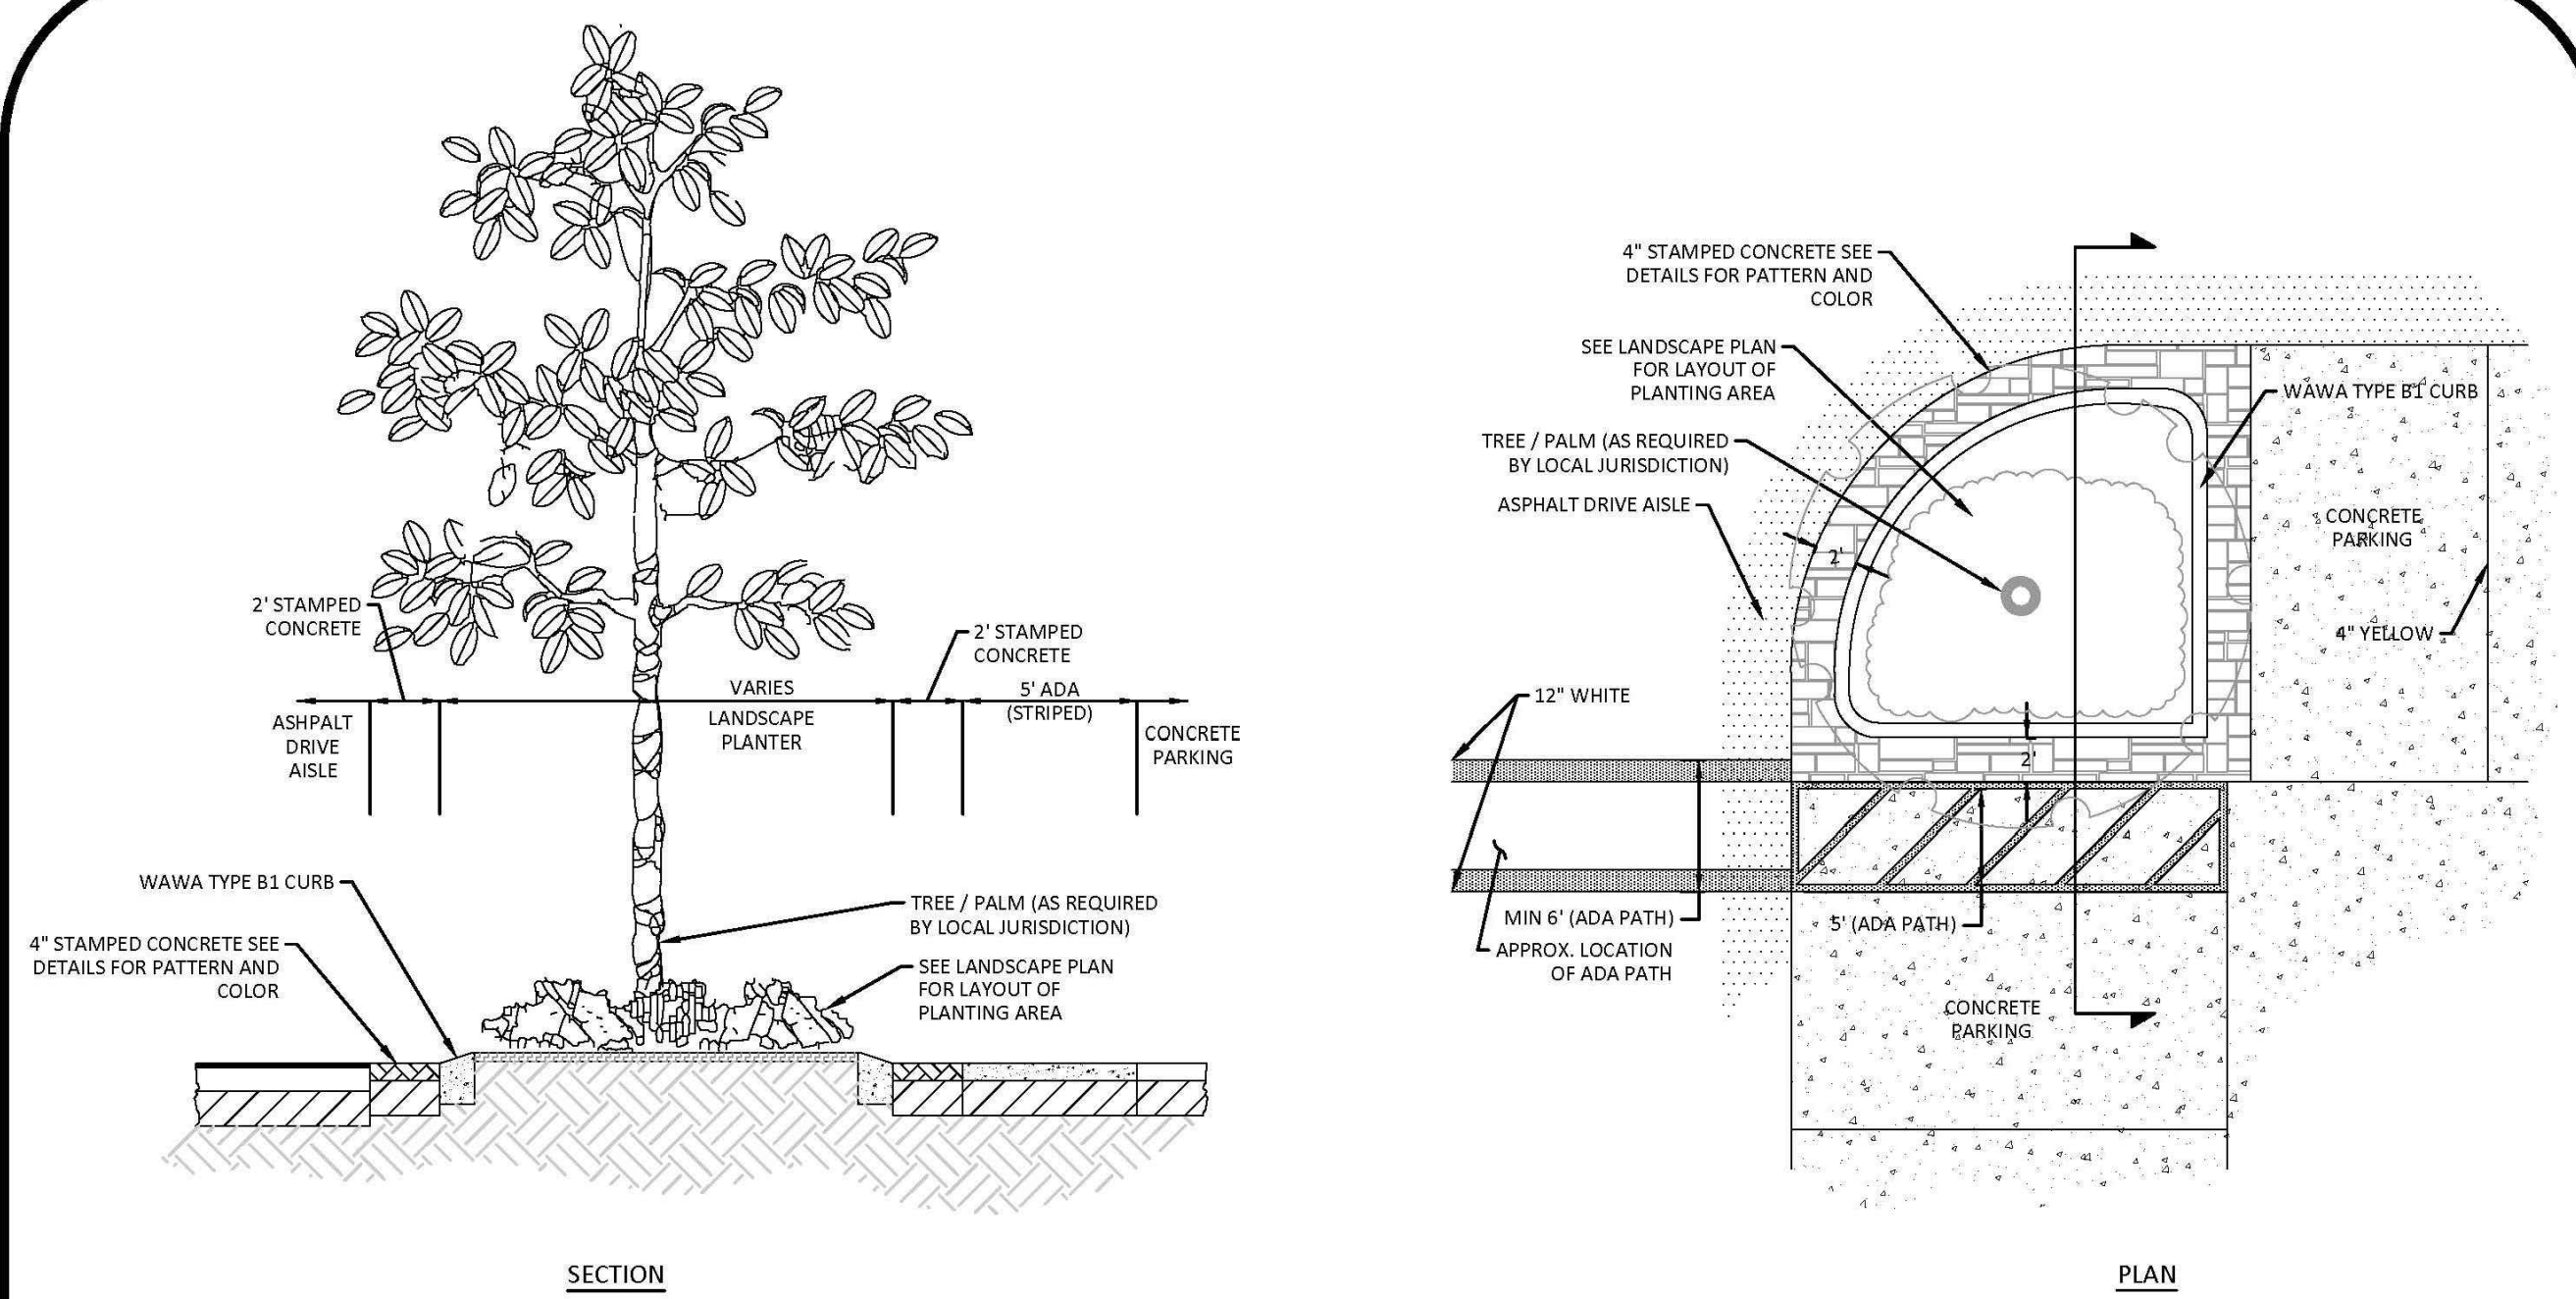 2' STAMPED
CONCRETE
2' STAMPED
CONCRETE
VARIES
LANDSCAPE
PLANTER
5' ADA
(STRIPED)
ASHPALT
DRIVE
AISLE
CONCRETE
PARKING
WAWA TYPE B1 CURB
4" STAMPED CONCRETE SEE
DETAILS FOR PATTERN AND
COLOR
TREE / PALM (AS REQUIRED
BY LOCAL JURISDICTION)
SEE LANDSCAPE PLAN
FOR LAYOUT OF
PLANTING AREA
SECTION
4" STAMPED CONCRETE SEE
DETAILS FOR PATTERN AND
COLOR
SEE LANDSCAPE PLAN
FOR LAYOUT OF
PLANTING AREA
WAWA TYPE B1 CURB
TREE / PALM (AS REQUIRED
BY LOCAL JURISDICTION)
ASPHALT DRIVE AISLE
CONCRETE
PARKING
2'
4" YELLOW
12" WHITE
2'
MIN 6' (ADA PATH)
5' (ADA PATH)
APPROX. LOCATION
OF ADA PATH
CONCRETE
PARKING
PLAN